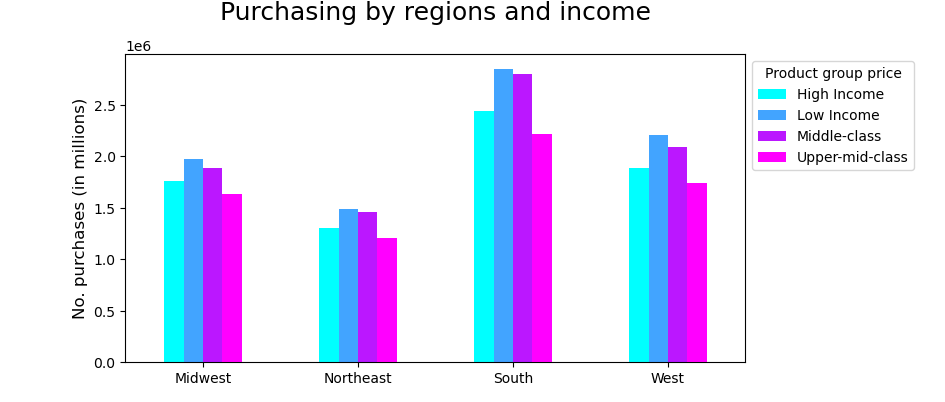 Purchasing by regions and income
1e6
No. purchases (in millions)
2.5
2.0
1.5
1.0
0.5
0.0
Midwest
Northeast
South
West
Product group price
High Income
Low Income
Middle-class
Upper-mid-class